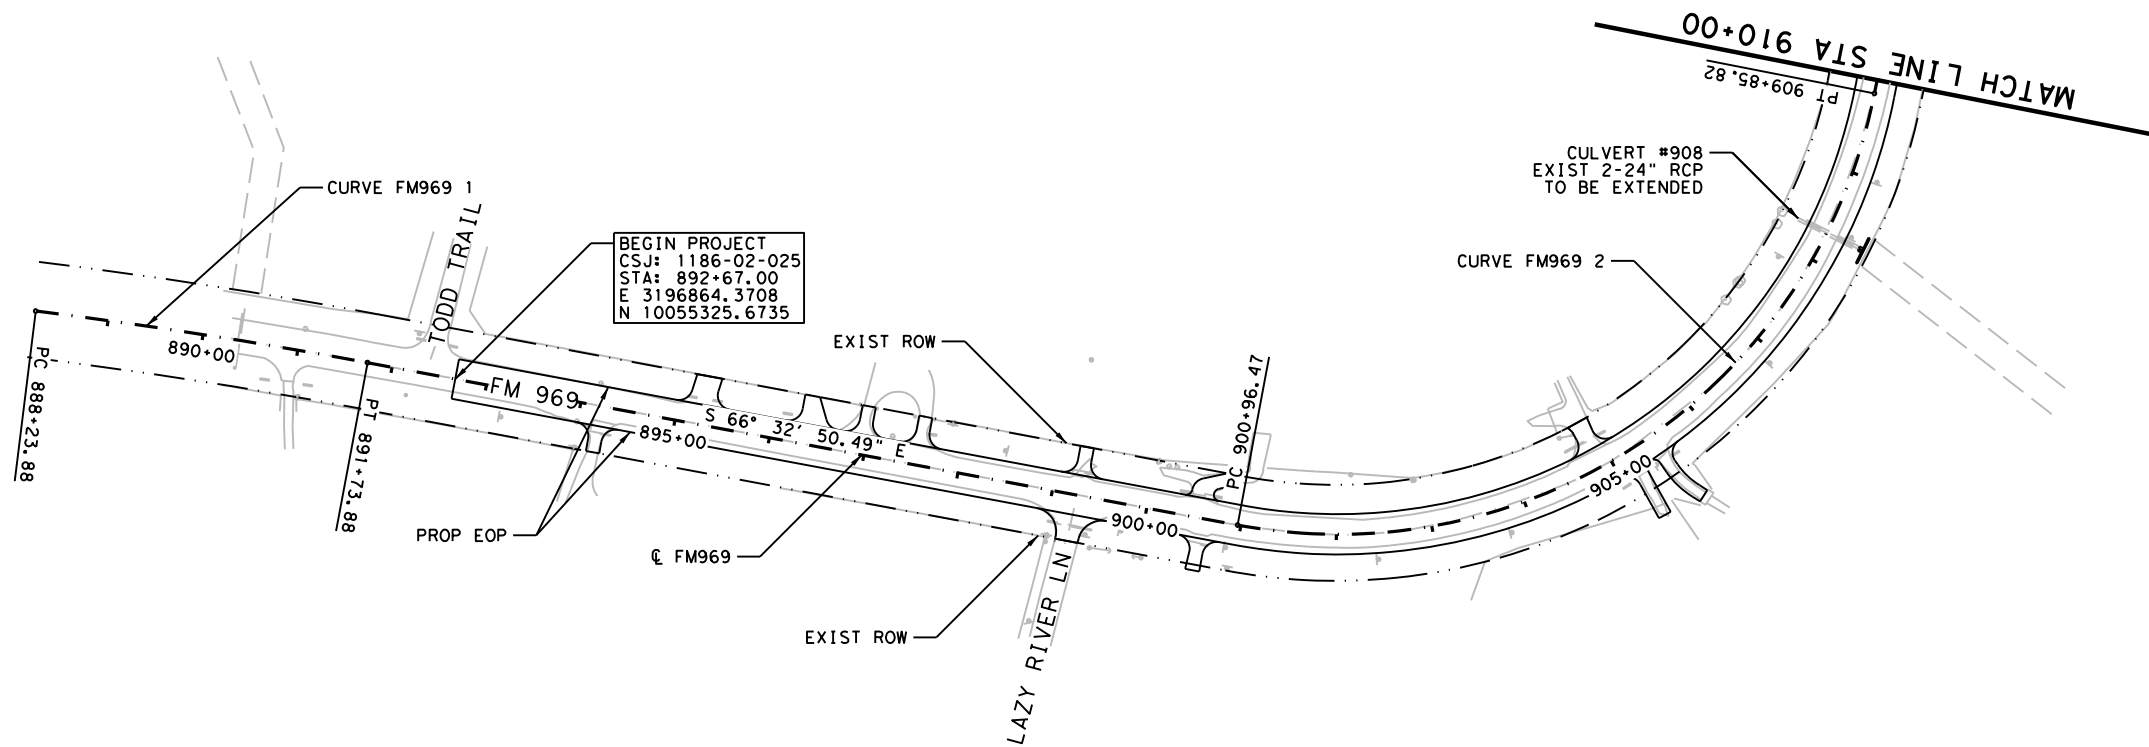 MATCH LINE STA 910+00
PT 909+85.82
CULVERT #908
EXIST 2-24" RCP
TO BE EXTENDED
CURVE FM969 1
TODD TRAIL
BEGIN PROJECT
CSJ: 1186-02-025
STA: 892+67.00
E 3196864.3708
N 10055325.6735
CURVE FM969 2
EXIST ROW
890+00
PC 888+23.88
PT 891+73.88
FM 969
S 66° 32' 50.49" E
895+00
PC 900+96.47
905+00
900+00
PROP EOP
℄ FM969
EXIST ROW
LAZY RIVER LN